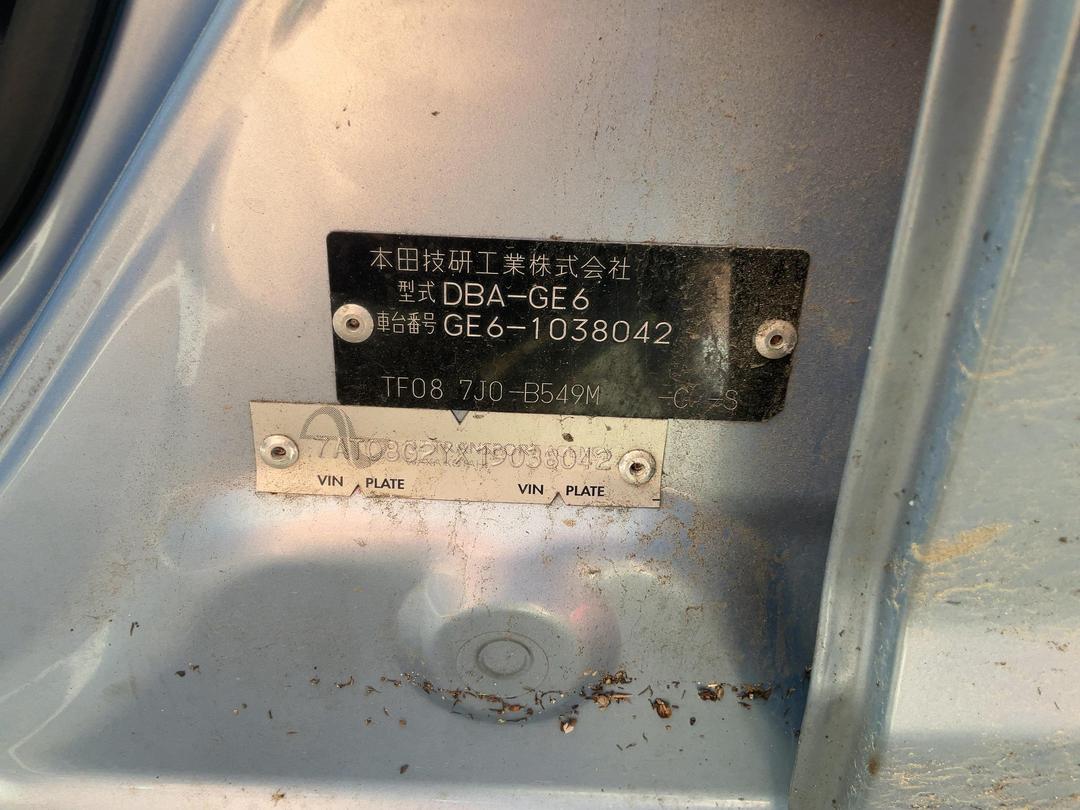 本田技研工業株式会社
型式 DBA-GE6
車台番号 GE6-1038042
TF08 7J0-B549M -C -S
7AT08G2YX19038042
VIN PLATE VIN PLATE